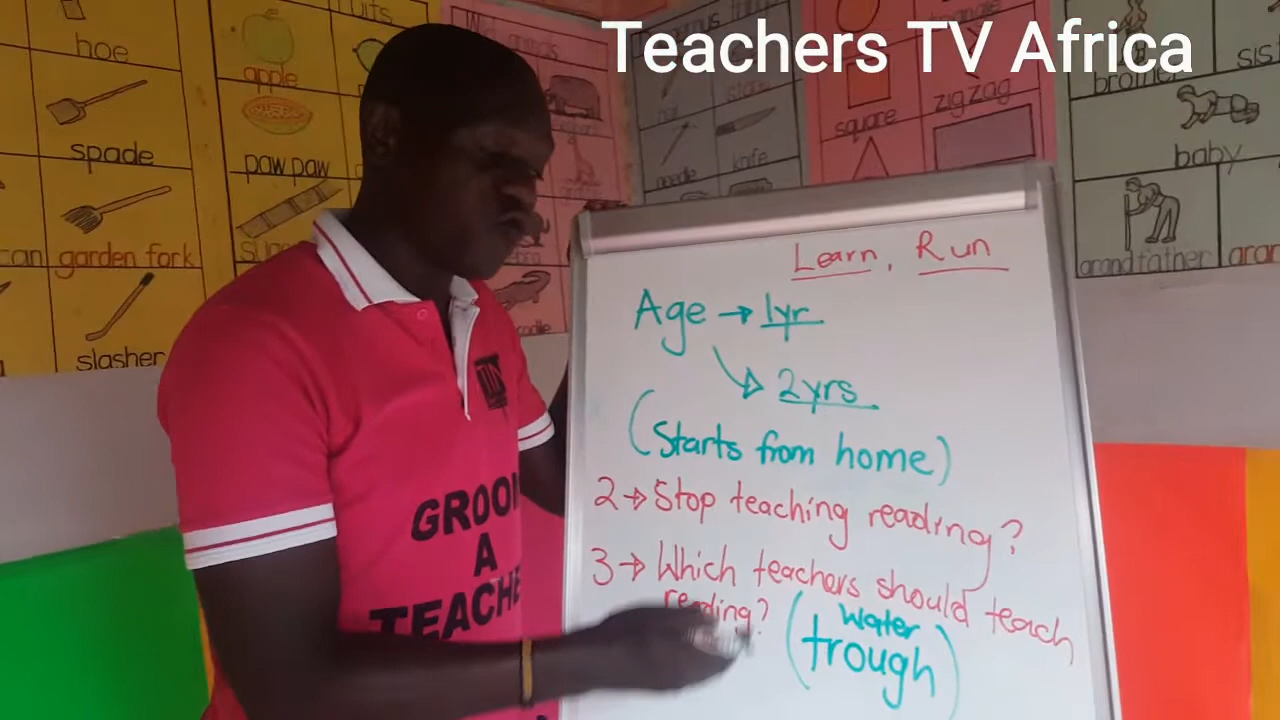 Teachers TV Africa
hoe
spade
garden fork
slasher
fruits
apple
paw paw
needle
knife
square
zigzag
brother
baby
grandfather
Learn, Run
Age → 1yr
2yrs
(Starts from home)
2→ Stop teaching reading?
3→ Which teachers should teach
reading?
(Water
trough)
GROOM
A
TEACHE